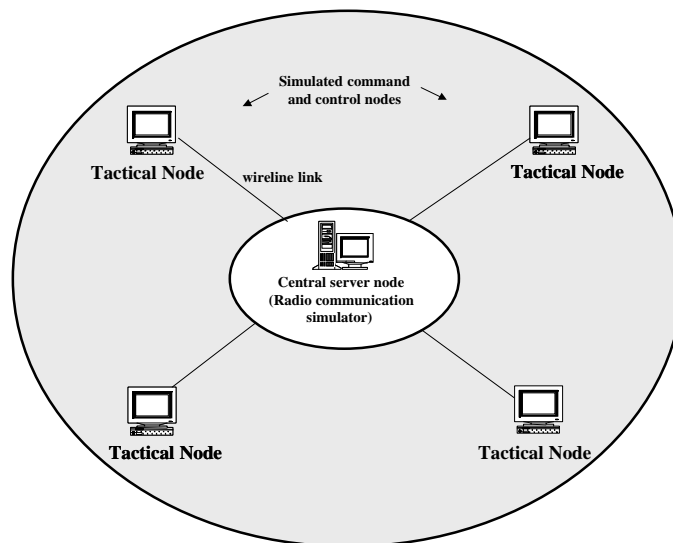 Simulated command
and control nodes
Tactical Node
Tactical Node
wireline link
Central server node
(Radio communication
simulator)
Tactical Node
Tactical Node